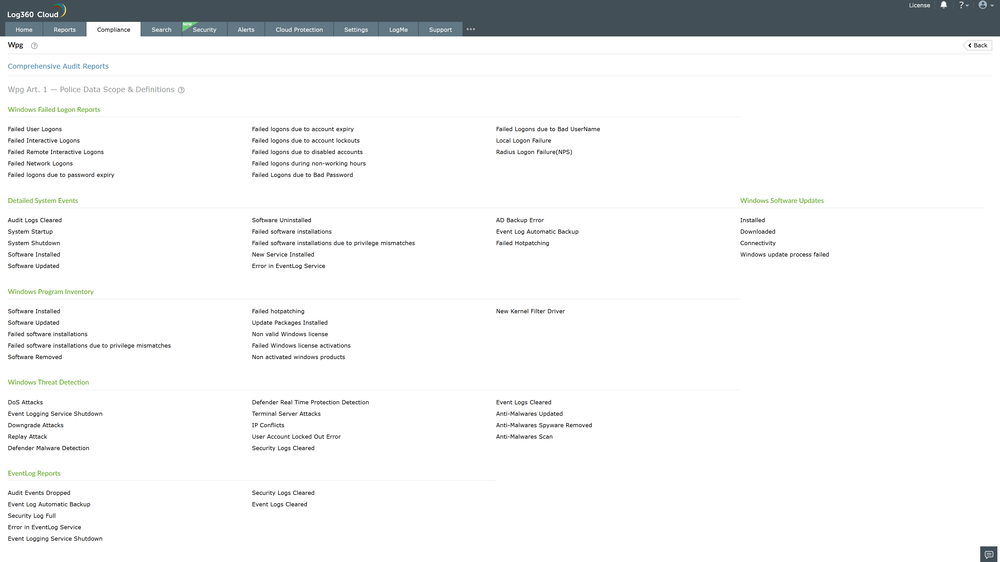 Log360 Cloud
License
?
Home
Reports
Compliance
Search
NEW
Security
Alerts
Cloud Protection
Settings
LogMe
Support
Wpg ?
Back
Comprehensive Audit Reports
Wpg Art. 1 — Police Data Scope & Definitions ?
Windows Failed Logon Reports
Failed User Logons
Failed Interactive Logons
Failed Remote Interactive Logons
Failed Network Logons
Failed logons due to password expiry
Failed logons due to account expiry
Failed logons due to account lockouts
Failed logons due to disabled accounts
Failed logons during non-working hours
Failed Logons due to Bad Password
Failed Logons due to Bad UserName
Local Logon Failure
Radius Logon Failure(NPS)
Detailed System Events
Audit Logs Cleared
System Startup
System Shutdown
Software Installed
Software Updated
Software Uninstalled
Failed software installations
Failed software installations due to privilege mismatches
New Service Installed
Error in EventLog Service
AD Backup Error
Event Log Automatic Backup
Failed Hotpatching
Windows Software Updates
Installed
Downloaded
Connectivity
Windows update process failed
Windows Program Inventory
Software Installed
Software Updated
Failed software installations
Failed software installations due to privilege mismatches
Software Removed
Failed hotpatching
Update Packages Installed
Non valid Windows license
Failed Windows license activations
Non activated windows products
New Kernel Filter Driver
Windows Threat Detection
DoS Attacks
Event Logging Service Shutdown
Downgrade Attacks
Replay Attack
Defender Malware Detection
Defender Real Time Protection Detection
Terminal Server Attacks
IP Conflicts
User Account Locked Out Error
Security Logs Cleared
Event Logs Cleared
Anti-Malwares Updated
Anti-Malwares Spyware Removed
Anti-Malwares Scan
EventLog Reports
Audit Events Dropped
Event Log Automatic Backup
Security Log Full
Error in EventLog Service
Event Logging Service Shutdown
Security Logs Cleared
Event Logs Cleared